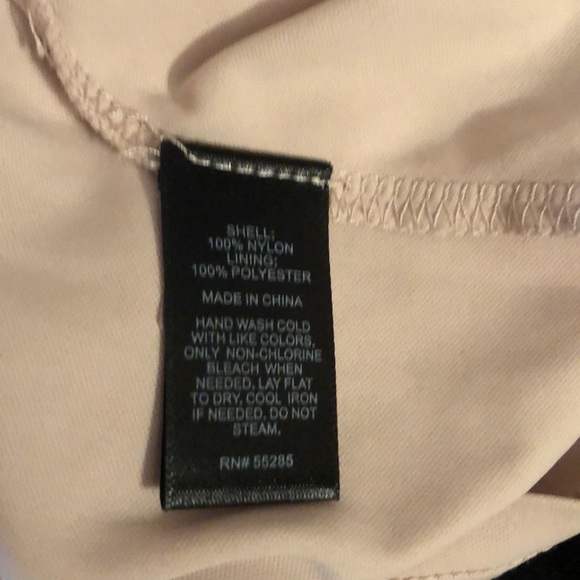 SHELL:
100% NYLON
LINING:
100% POLYESTER
MADE IN CHINA
HAND WASH COLD
WITH LIKE COLORS.
ONLY NON-CHLORINE
BLEACH WHEN
NEEDED. LAY FLAT
TO DRY, COOL IRON
IF NEEDED. DO NOT
STEAM.
RN# 55285